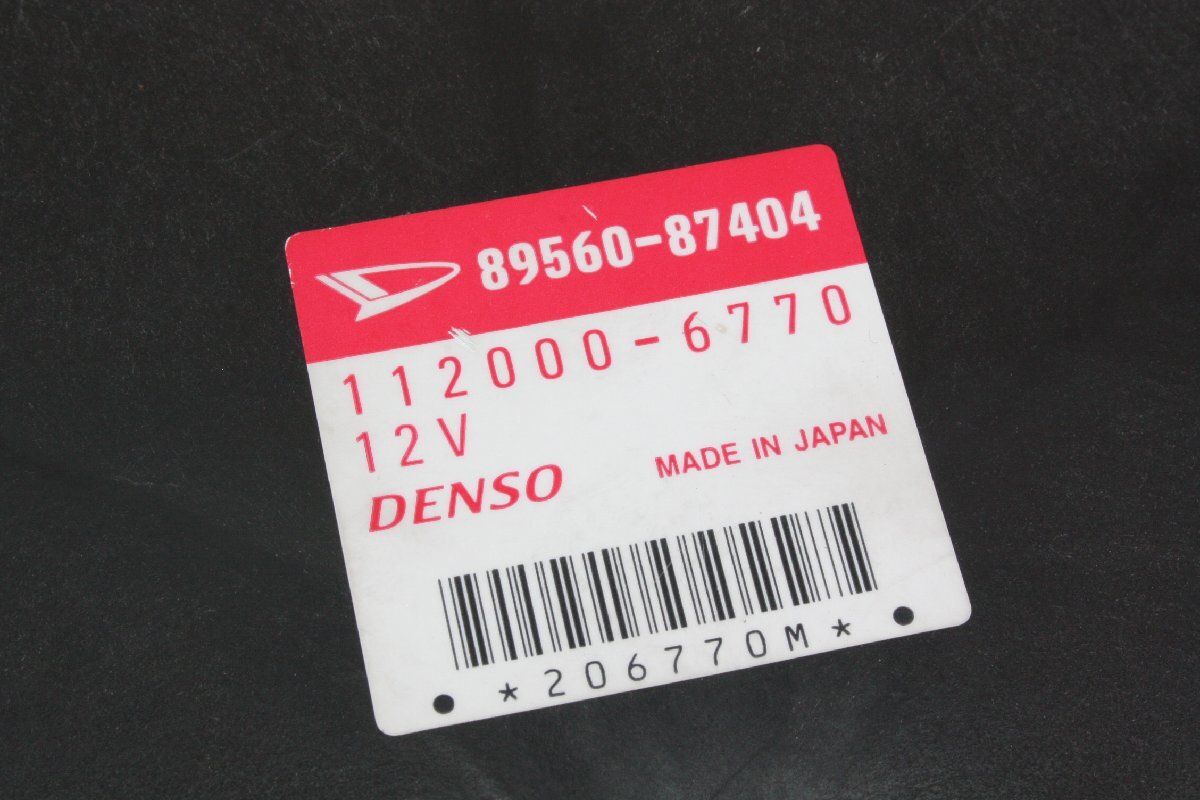 89560-87404
112000-6770
12V
DENSO
MADE IN JAPAN
*206770M*